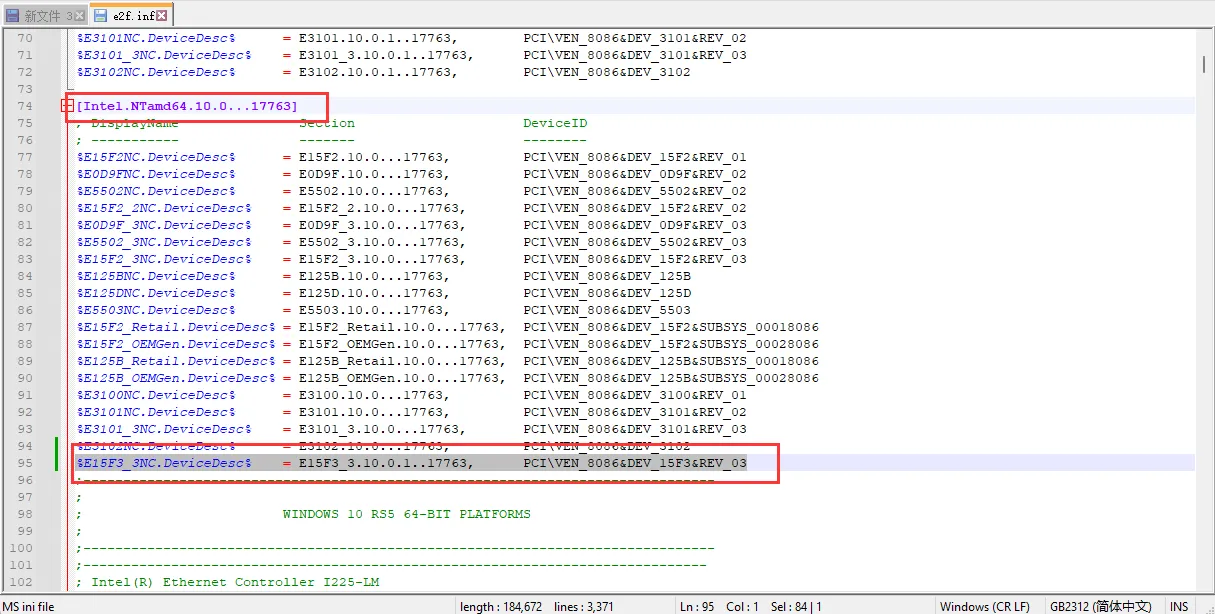 新文件 3 e2f.inf
70 %E3101NC.DeviceDesc% = E3101.10.0.1..17763, PCI\VEN_8086&DEV_3101&REV_02
71 %E3101_3NC.DeviceDesc% = E3101_3.10.0.1..17763, PCI\VEN_8086&DEV_3101&REV_03
72 %E3102NC.DeviceDesc% = E3102.10.0.1..17763, PCI\VEN_8086&DEV_3102
73
74 [Intel.NTamd64.10.0...17763]
75 ; DisplayName Section DeviceID
76 ; ----------- ------- --------
77 %E15F2NC.DeviceDesc% = E15F2.10.0...17763, PCI\VEN_8086&DEV_15F2&REV_01
78 %E0D9FNC.DeviceDesc% = E0D9F.10.0...17763, PCI\VEN_8086&DEV_0D9F&REV_02
79 %E5502NC.DeviceDesc% = E5502.10.0...17763, PCI\VEN_8086&DEV_5502&REV_02
80 %E15F2_2NC.DeviceDesc% = E15F2_2.10.0...17763, PCI\VEN_8086&DEV_15F2&REV_02
81 %E0D9F_3NC.DeviceDesc% = E0D9F_3.10.0...17763, PCI\VEN_8086&DEV_0D9F&REV_03
82 %E5502_3NC.DeviceDesc% = E5502_3.10.0...17763, PCI\VEN_8086&DEV_5502&REV_03
83 %E15F2_3NC.DeviceDesc% = E15F2_3.10.0...17763, PCI\VEN_8086&DEV_15F2&REV_03
84 %E125BNC.DeviceDesc% = E125B.10.0...17763, PCI\VEN_8086&DEV_125B
85 %E125DNC.DeviceDesc% = E125D.10.0...17763, PCI\VEN_8086&DEV_125D
86 %E5503NC.DeviceDesc% = E5503.10.0...17763, PCI\VEN_8086&DEV_5503
87 %E15F2_Retail.DeviceDesc% = E15F2_Retail.10.0...17763, PCI\VEN_8086&DEV_15F2&SUBSYS_00018086
88 %E15F2_OEMGen.DeviceDesc% = E15F2_OEMGen.10.0...17763, PCI\VEN_8086&DEV_15F2&SUBSYS_00028086
89 %E125B_Retail.DeviceDesc% = E125B_Retail.10.0...17763, PCI\VEN_8086&DEV_125B&SUBSYS_00018086
90 %E125B_OEMGen.DeviceDesc% = E125B_OEMGen.10.0...17763, PCI\VEN_8086&DEV_125B&SUBSYS_00028086
91 %E3100NC.DeviceDesc% = E3100.10.0...17763, PCI\VEN_8086&DEV_3100&REV_01
92 %E3101NC.DeviceDesc% = E3101.10.0...17763, PCI\VEN_8086&DEV_3101&REV_02
93 %E3101_3NC.DeviceDesc% = E3101_3.10.0...17763, PCI\VEN_8086&DEV_3101&REV_03
94 %E3102NC.DeviceDesc% = E3102.10.0...17763, PCI\VEN_8086&DEV_3102
95 %E15F3_3NC.DeviceDesc% = E15F3_3.10.0.1..17763, PCI\VEN_8086&DEV_15F3&REV_03
96 ;-------------------------------------------------------------------------------
97 ;
98 ; WINDOWS 10 RS5 64-BIT PLATFORMS
99 ;
100 ;-------------------------------------------------------------------------------
101 ;------------------------------------------------------------------------------
102 ; Intel(R) Ethernet Controller I225-LM
MS ini file length : 184,672 lines : 3,371 Ln : 95 Col : 1 Sel : 84 | 1 Windows (CR LF) GB2312 (简体中文) INS